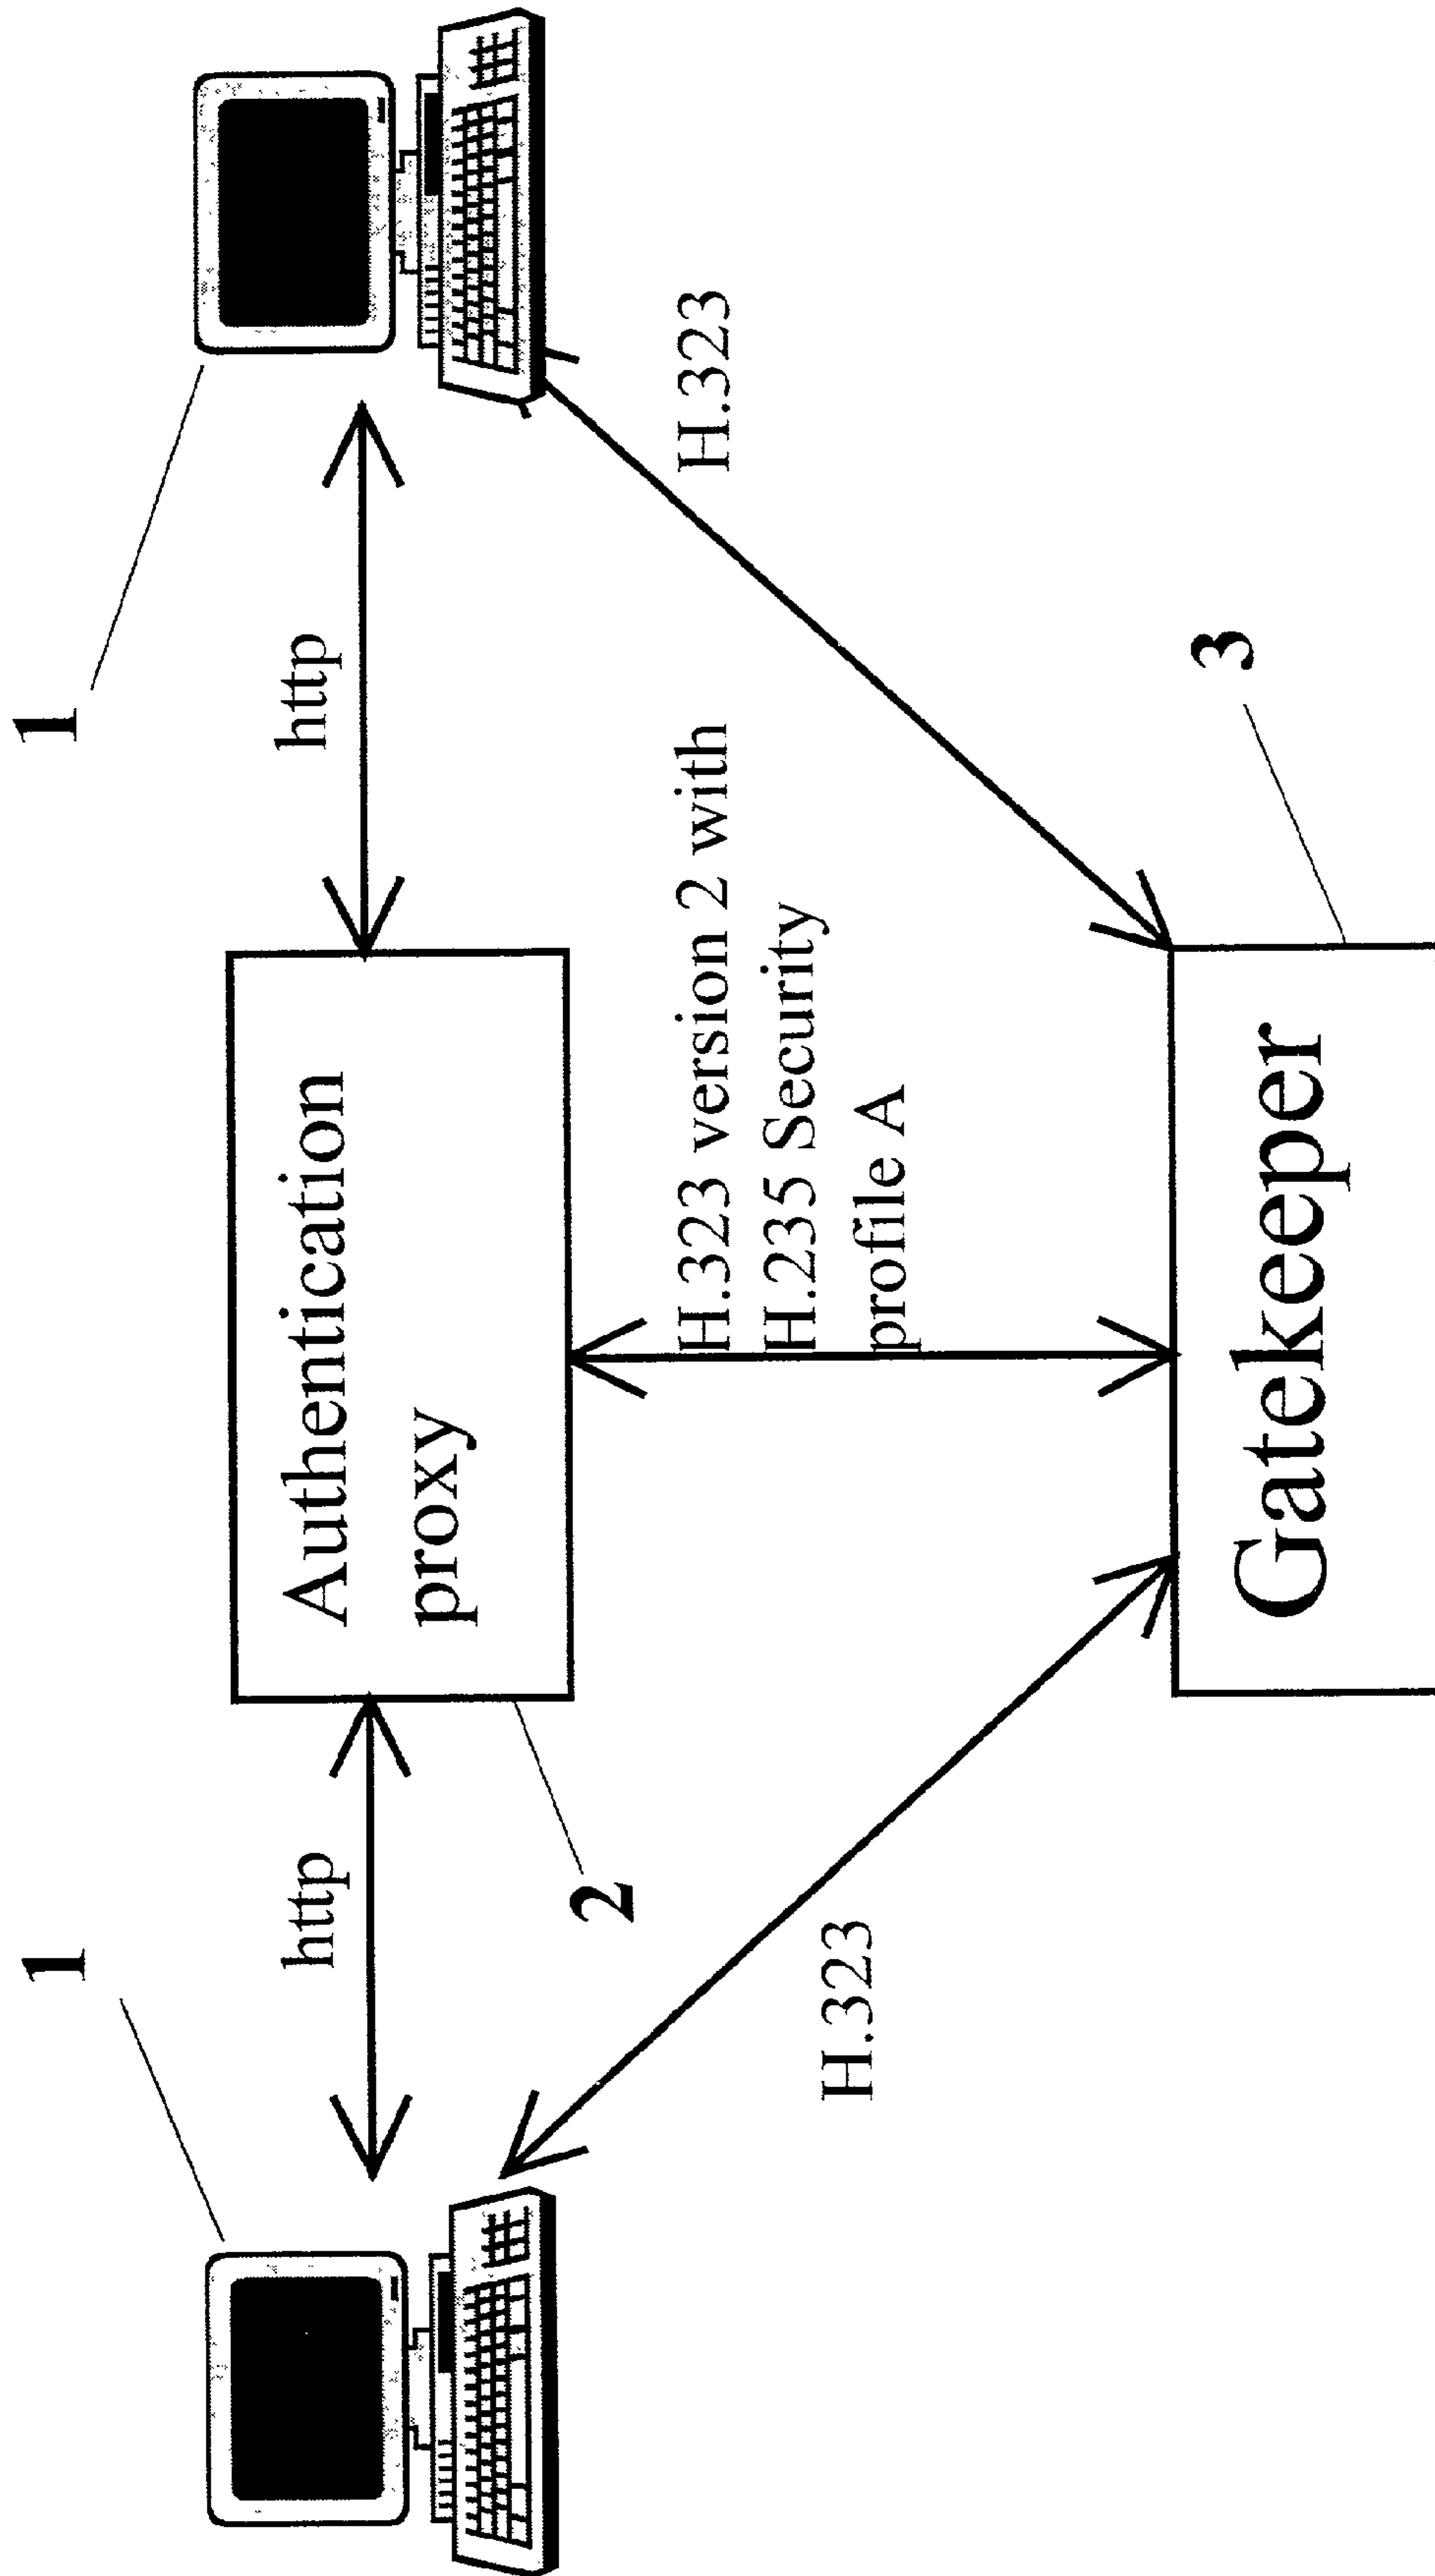 1
1
http
http
Authentication
proxy
2
H.323 version 2 with
H.235 Security
profile A
H.323
H.323
3
Gatekeeper